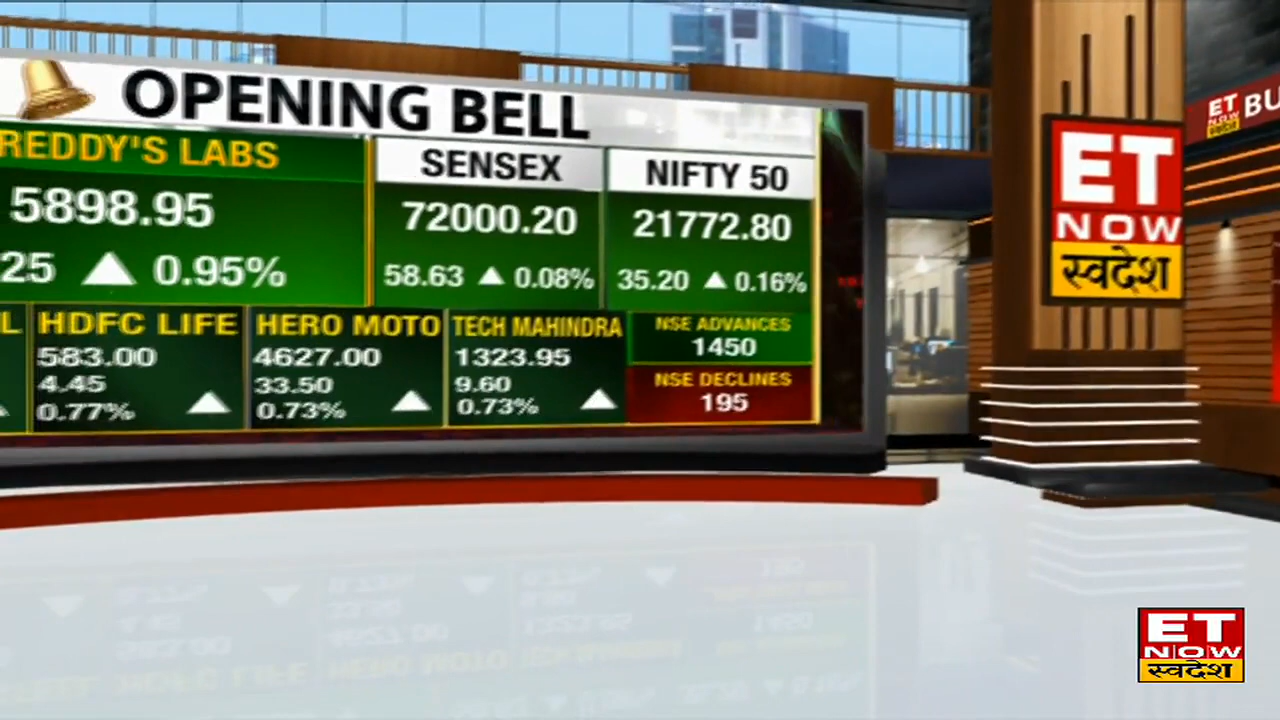 OPENING BELL
REDDY'S LABS
5898.95
25 ▲ 0.95%
SENSEX
72000.20
58.63 ▲ 0.08%
NIFTY 50
21772.80
35.20 ▲ 0.16%
L
HDFC LIFE
583.00
4.45
0.77%
HERO MOTO
4627.00
33.50
0.73%
TECH MAHINDRA
1323.95
9.60
0.73%
NSE ADVANCES
1450
NSE DECLINES
195
ET
NOW
स्वदेश
ET
NOW
BU
ET
NOW
स्वदेश